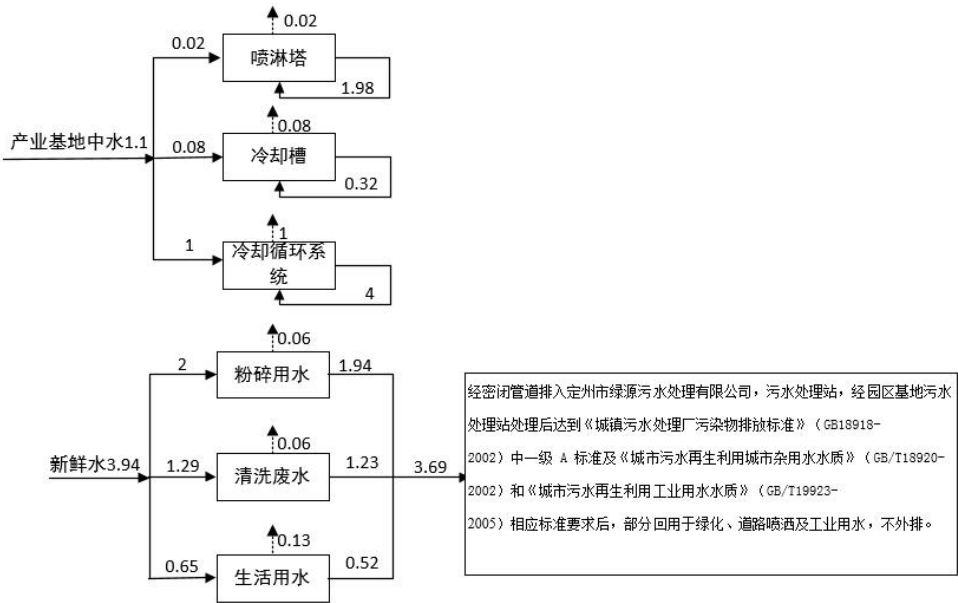 0.02
0.02
喷淋塔
1.98
产业基地中水1.1
0.08
0.08
冷却槽
0.32
1
1
冷却循环系
统
4
0.06
2
粉碎用水
1.94
新鲜水3.94
0.06
1.29
清洗废水
1.23
3.69
0.13
0.65
生活用水
0.52
经密闭管道排入定州市绿源污水处理有限公司，污水处理站，经园区基地污水
处理站处理后达到《城镇污水处理厂污染物排放标准》（GB18918-
2002）中一级 A 标准及《城市污水再生利用城市杂用水水质》（GB/T18920-
2002）和《城市污水再生利用工业用水水质》（GB/T19923-
2005）相应标准要求后，部分回用于绿化、道路喷洒及工业用水，不外排。